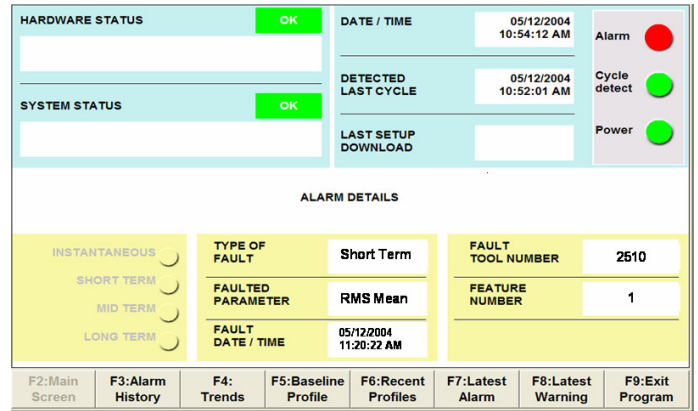 HARDWARE STATUS
OK
SYSTEM STATUS
OK
DATE / TIME
05/12/2004
10:54:12 AM
DETECTED
LAST CYCLE
05/12/2004
10:52:01 AM
LAST SETUP
DOWNLOAD
Alarm
Cycle
detect
Power
ALARM DETAILS
INSTANTANEOUS
SHORT TERM
MID TERM
LONG TERM
TYPE OF
FAULT
Short Term
FAULTED
PARAMETER
RMS Mean
FAULT
DATE / TIME
05/12/2004
11:20:22 AM
FAULT
TOOL NUMBER
2510
FEATURE
NUMBER
1
F2:Main
Screen
F3:Alarm
History
F4:
Trends
F5:Baseline
Profile
F6:Recent
Profiles
F7:Latest
Alarm
F8:Latest
Warning
F9:Exit
Program